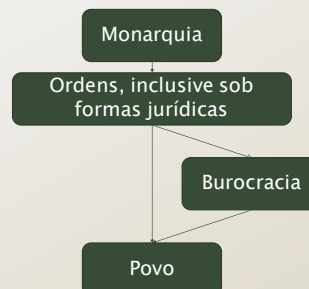 Monarquia
Ordens, inclusive sob
formas jurídicas
Burocracia
Povo